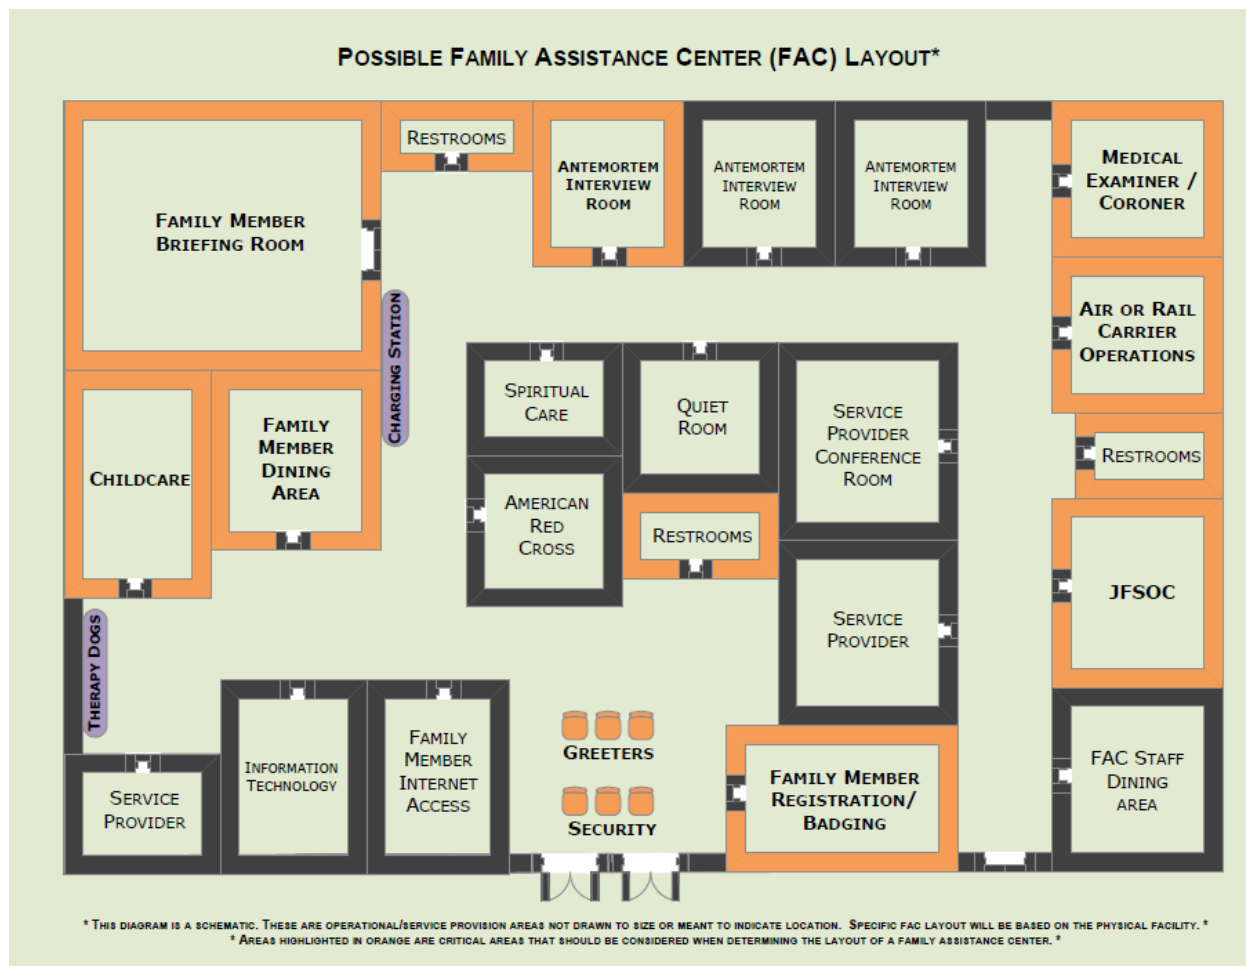 POSSIBLE FAMILY ASSISTANCE CENTER (FAC) LAYOUT*
FAMILY MEMBER
BRIEFING ROOM
RESTROOMS
ANTEMORTEM
INTERVIEW
ROOM
ANTEMORTEM
INTERVIEW
ROOM
ANTEMORTEM
INTERVIEW
ROOM
MEDICAL
EXAMINER /
CORONER
CHARGING STATION
AIR OR RAIL
CARRIER
OPERATIONS
CHILDCARE
FAMILY
MEMBER
DINING
AREA
SPIRITUAL
CARE
QUIET
ROOM
SERVICE
PROVIDER
CONFERENCE
ROOM
RESTROOMS
AMERICAN
RED
CROSS
RESTROOMS
JFSOC
SERVICE
PROVIDER
THERAPY DOGS
SERVICE
PROVIDER
INFORMATION
TECHNOLOGY
FAMILY
MEMBER
INTERNET
ACCESS
GREETERS
SECURITY
FAMILY MEMBER
REGISTRATION/
BADGING
FAC STAFF
DINING
AREA
* THIS DIAGRAM IS A SCHEMATIC. THESE ARE OPERATIONAL/SERVICE PROVISION AREAS NOT DRAWN TO SIZE OR MEANT TO INDICATE LOCATION. SPECIFIC FAC LAYOUT WILL BE BASED ON THE PHYSICAL FACILITY. *
* AREAS HIGHLIGHTED IN ORANGE ARE CRITICAL AREAS THAT SHOULD BE CONSIDERED WHEN DETERMINING THE LAYOUT OF A FAMILY ASSISTANCE CENTER. *